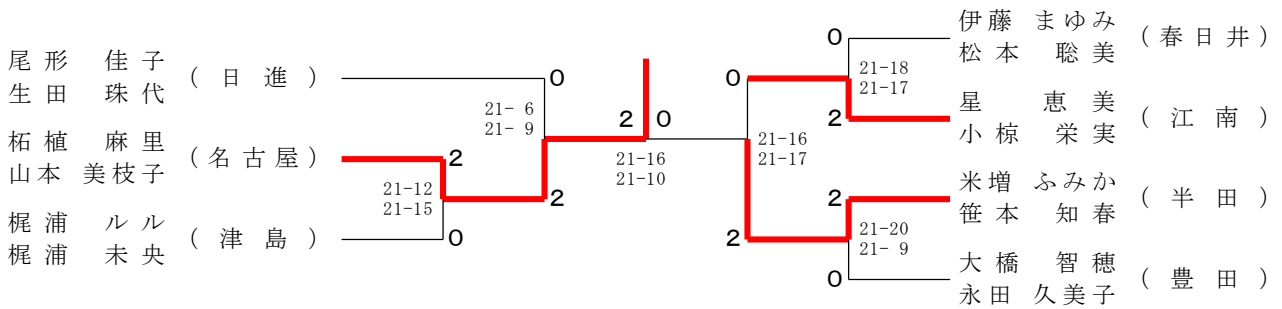 尾形 佳子
生田 珠代
(日進)
0
21- 6
21- 9
柘植 麻里
山本 美枝子
(名古屋)
2
21-12
21-15
2
梶浦 ルル
梶浦 未央
(津島)
0
2 0
21-16
21-10
伊藤 まゆみ
松本 聡美
(春日井)
0
21-18
21-17
0
星 恵美
小椋 栄実
(江南)
2
21-16
21-17
米増 ふみか
笹本 知春
(半田)
2
21-20
21- 9
2
大橋 智穂
永田 久美子
(豊田)
0